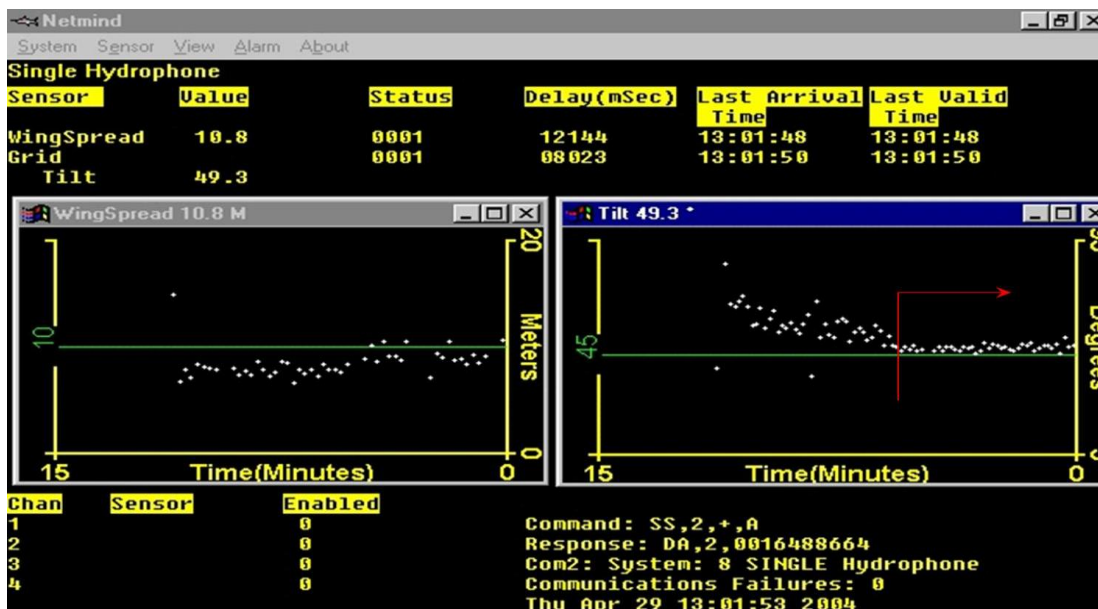 Netmind
System Sensor View Alarm About
Single Hydrophone
Sensor Value Status Delay(mSec) Last Arrival Time Last Valid Time
WingSpread 10.8 0001 12144 13:01:48 13:01:48
Grid 0001 08023 13:01:50 13:01:50
Tilt 49.3
WingSpread 10.8 M
20
10
Meters
0
15 Time(Minutes) 0
Tilt 49.3 *
45
Degrees
15 Time(Minutes) 0
Chan Sensor Enabled
1 0
2 0
3 0
4 0
Command: SS,2,+,A
Response: DA,2,0016488664
Com2: System: 8 SINGLE Hydrophone
Communications Failures: 0
Thu Apr 29 13:01:53 2004